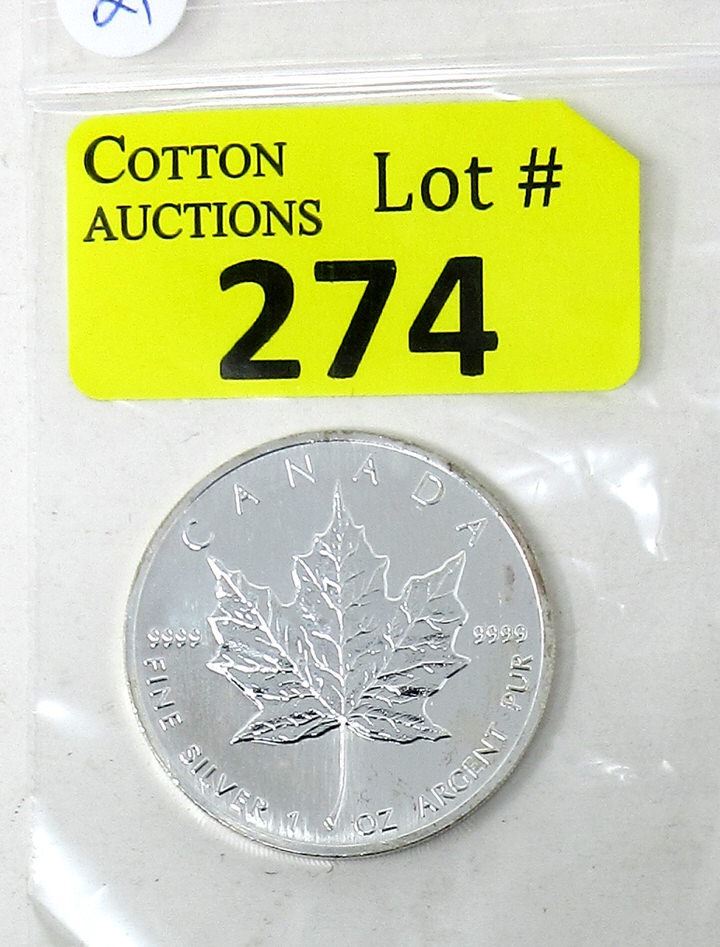 COTTON
AUCTIONS
Lot #
274
CANADA
9999
9999
FINE SILVER 1 OZ ARGENT PUR